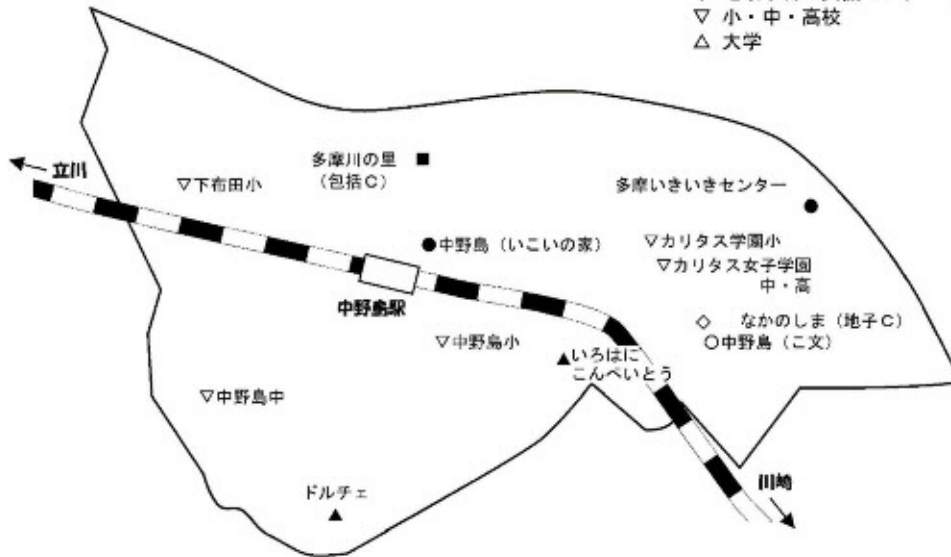 ▽ 小・中・高校
△ 大学
立川
▽下布田小
多摩川の里
(包括C)
多摩いきいきセンター
●中野島(いこいの家)
▽カリタス学園小
▽カリタス女子学園
中・高
中野島駅
◇ なかのしま(地子C)
○中野島(こ文)
▽中野島小
▲いろはに
こんぺいとう
▽中野島中
ドルチェ
川崎